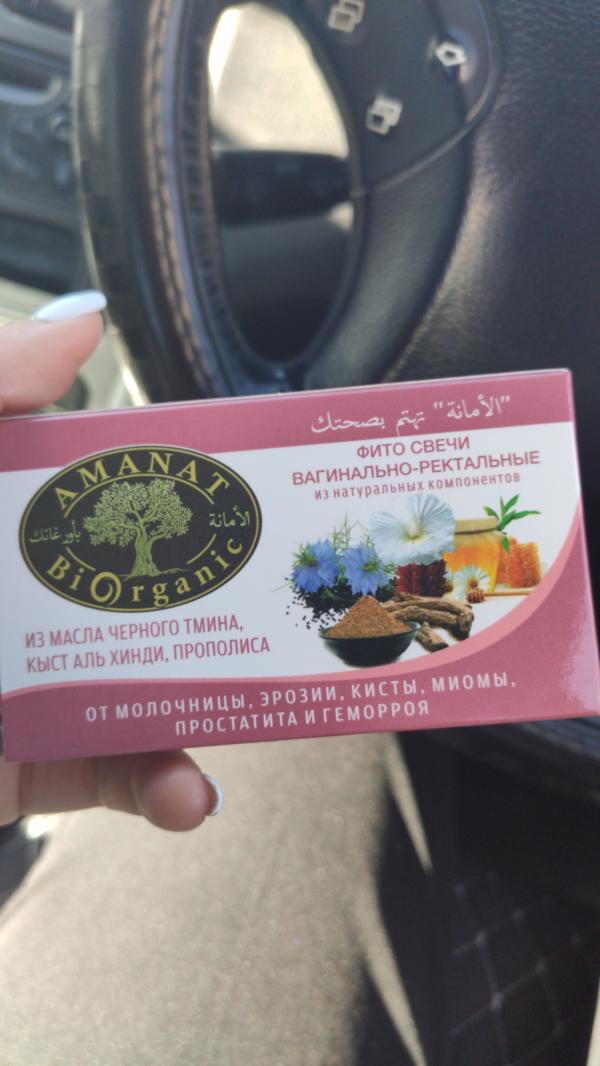 "الأمانة" تهتم بصحتك
ФИТО СВЕЧИ
ВАГИНАЛЬНО-РЕКТАЛЬНЫЕ
из натуральных компонентов
AMANAT
بأورغانك الأمانة
BiOrganic
ИЗ МАСЛА ЧЕРНОГО ТМИНА,
КЫСТ АЛЬ ХИНДИ, ПРОПОЛИСА
ОТ МОЛОЧНИЦЫ, ЭРОЗИИ, КИСТЫ, МИОМЫ,
ПРОСТАТИТА И ГЕМОРРОЯ